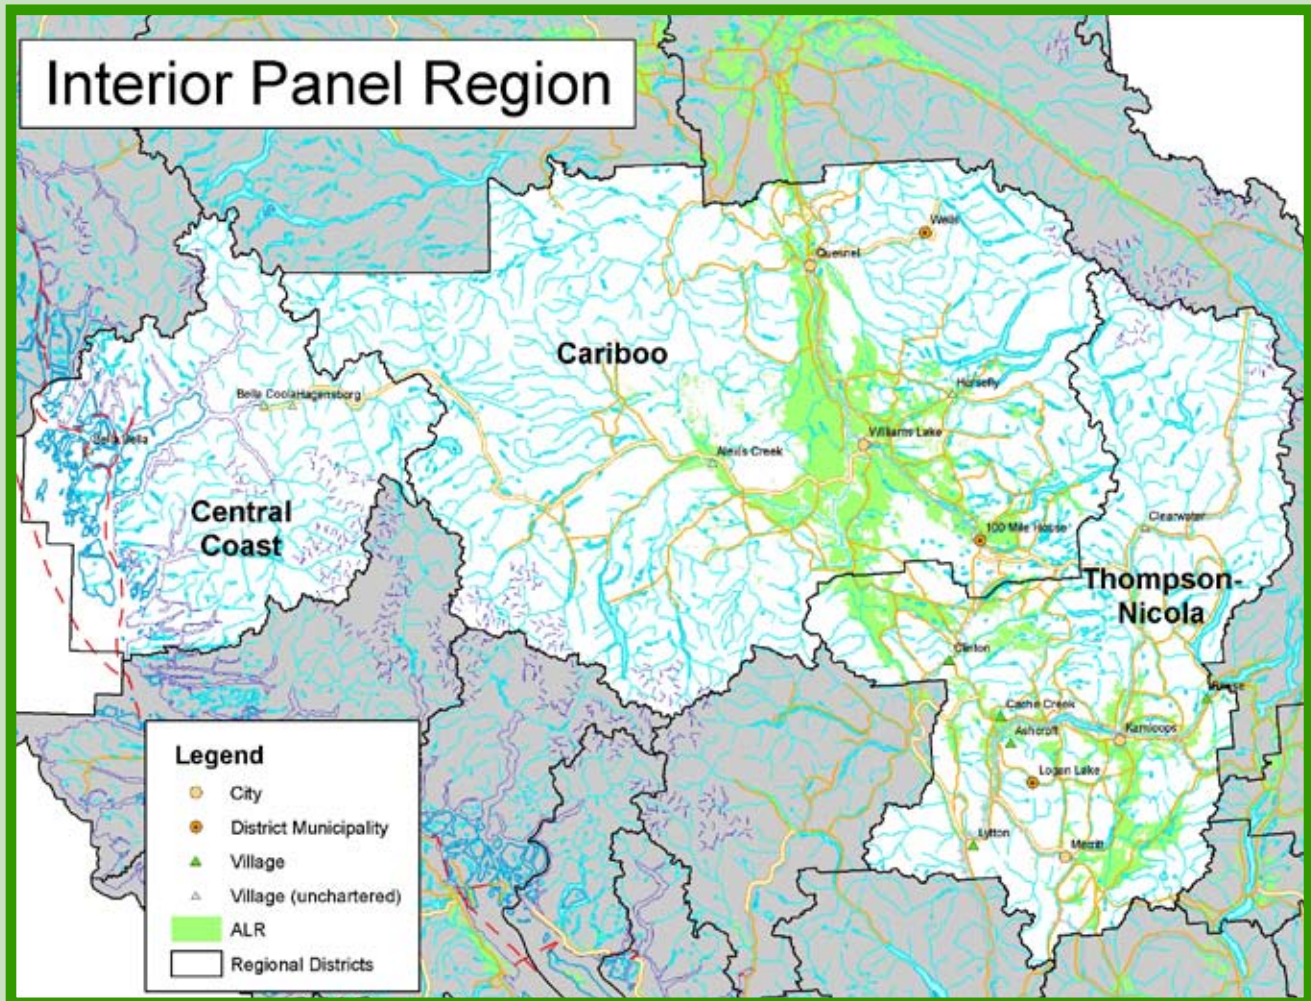 Interior Panel Region
Wells
Quesnel
Cariboo
Bella Coola
Hagensborg
Horsefly
Bella Bella
Williams Lake
Alexis Creek
Central
Coast
Clearwater
100 Mile House
Thompson-
Nicola
Clinton
Cache Creek
Ashcroft
Kamloops
Logan Lake
Lytton
Merritt
Legend
City
District Municipality
Village
Village (unchartered)
ALR
Regional Districts